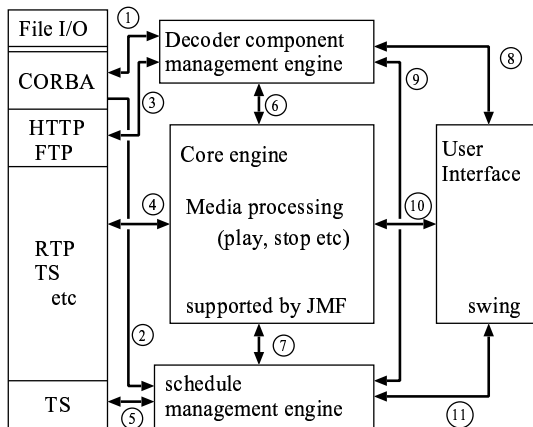 File I/O
CORBA
HTTP
FTP
RTP
TS
etc
TS
1
Decoder component
management engine
3
6
8
9
Core engine
Media processing
(play, stop etc)
supported by JMF
4
10
User
Interface
swing
2
7
schedule
management engine
5
11